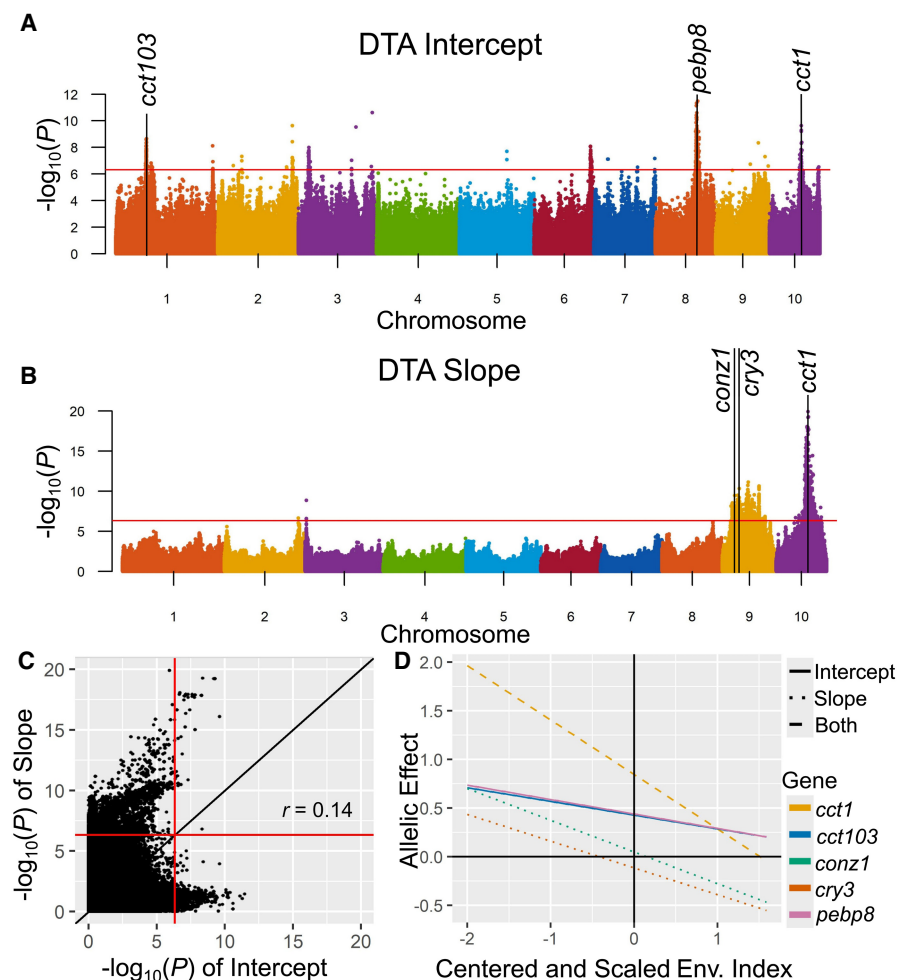 A
DTA Intercept
cct103
pebp8
cct1
-log10(P)
12
10
8
6
4
2
0
1 2 3 4 5 6 7 8 9 10
Chromosome
B
DTA Slope
conz1
cry3
cct1
-log10(P)
20
15
10
5
0
1 2 3 4 5 6 7 8 9 10
Chromosome
C
-log10(P) of Slope
20
15
10
5
0
r = 0.14
0 5 10 15 20
-log10(P) of Intercept
D
Allelic Effect
2.0
1.5
1.0
0.5
0.0
-0.5
-2 -1 0 1
Centered and Scaled Env. Index
Intercept
Slope
Both
Gene
cct1
cct103
conz1
cry3
pebp8